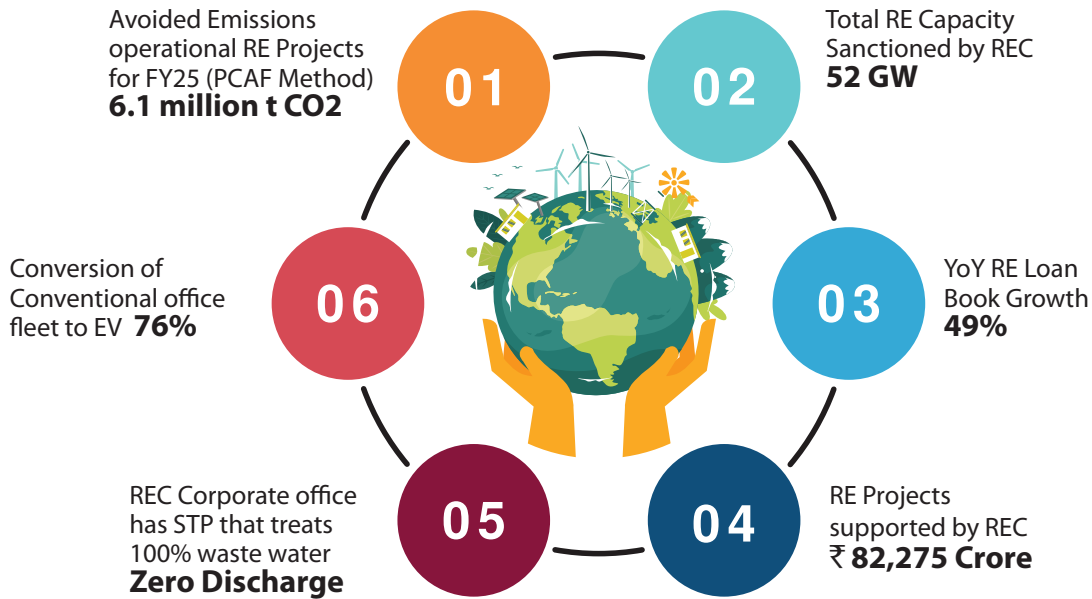 01
Avoided Emissions
operational RE Projects
for FY25 (PCAF Method)
6.1 million t CO2
02
Total RE Capacity
Sanctioned by REC
52 GW
03
YoY RE Loan
Book Growth
49%
04
RE Projects
supported by REC
₹ 82,275 Crore
05
REC Corporate office
has STP that treats
100% waste water
Zero Discharge
06
Conversion of
Conventional office
fleet to EV 76%